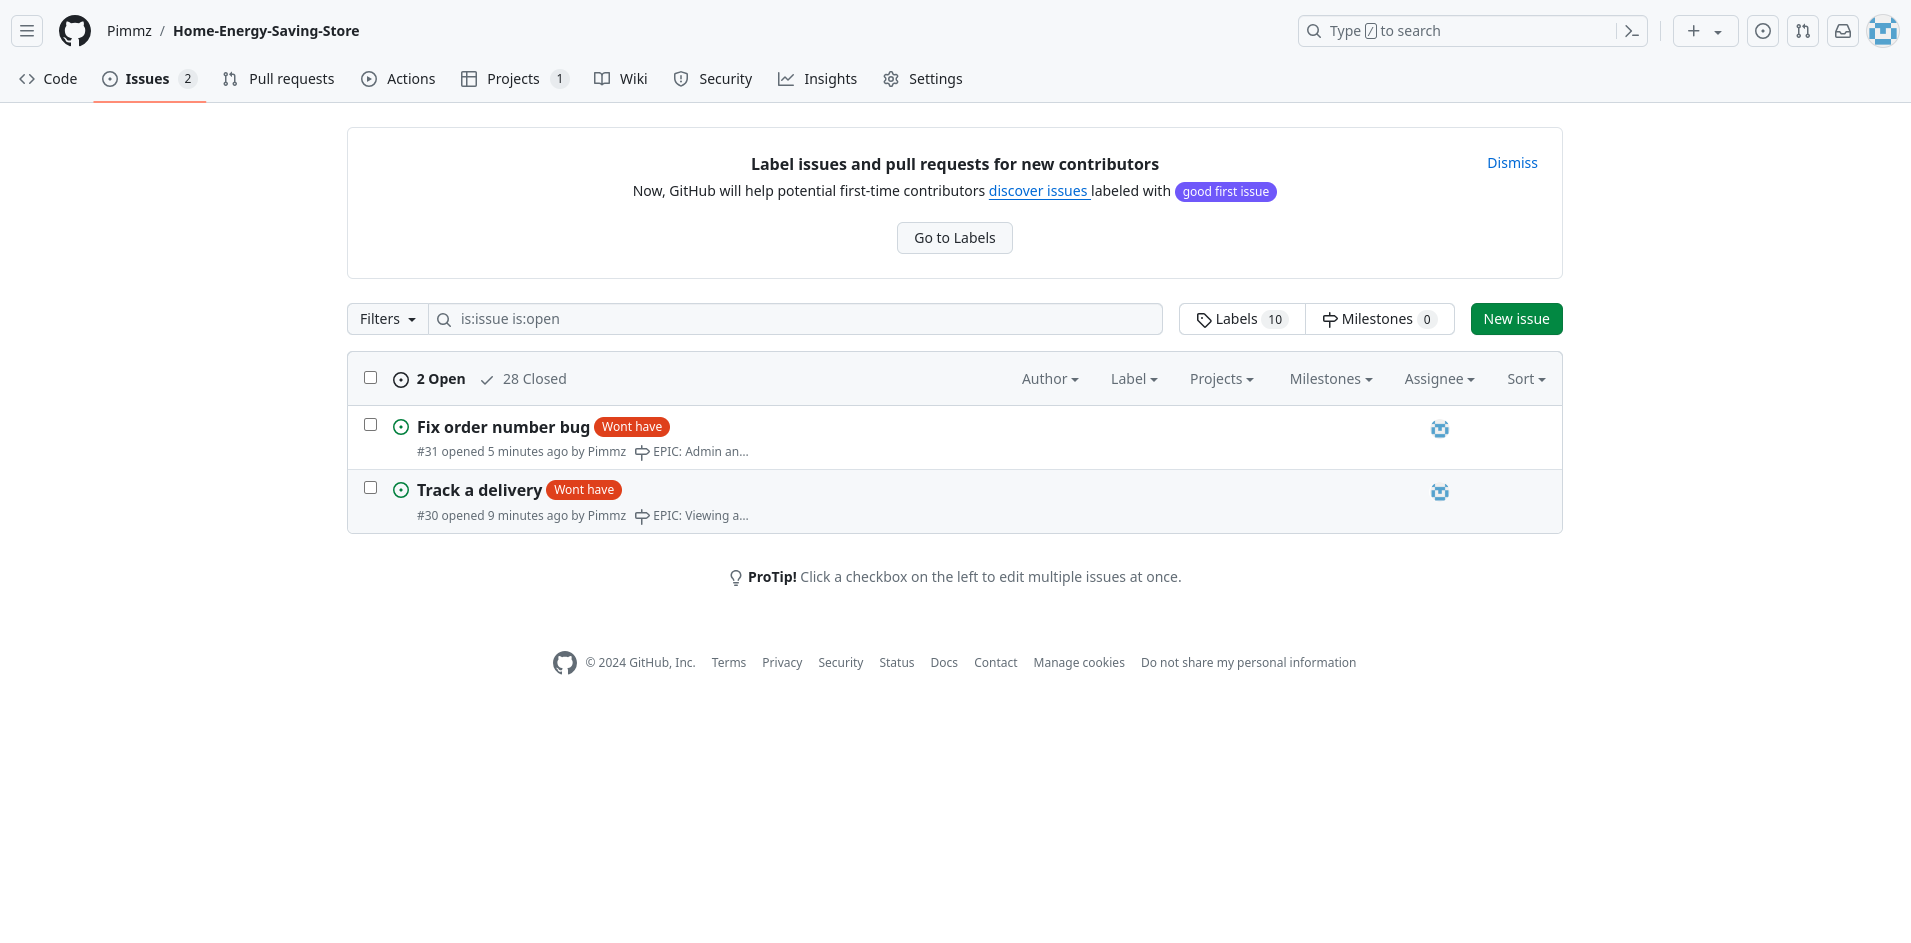 Pimmz / Home-Energy-Saving-Store
Type / to search
Code
Issues 2
Pull requests
Actions
Projects 1
Wiki
Security
Insights
Settings
Label issues and pull requests for new contributors
Dismiss
Now, GitHub will help potential first-time contributors discover issues labeled with good first issue
Go to Labels
Filters
is:issue is:open
Labels 10
Milestones 0
New issue
2 Open
28 Closed
Author
Label
Projects
Milestones
Assignee
Sort
Fix order number bug Wont have
#31 opened 5 minutes ago by Pimmz EPIC: Admin an...
Track a delivery Wont have
#30 opened 9 minutes ago by Pimmz EPIC: Viewing a...
ProTip! Click a checkbox on the left to edit multiple issues at once.
© 2024 GitHub, Inc. Terms Privacy Security Status Docs Contact Manage cookies Do not share my personal information